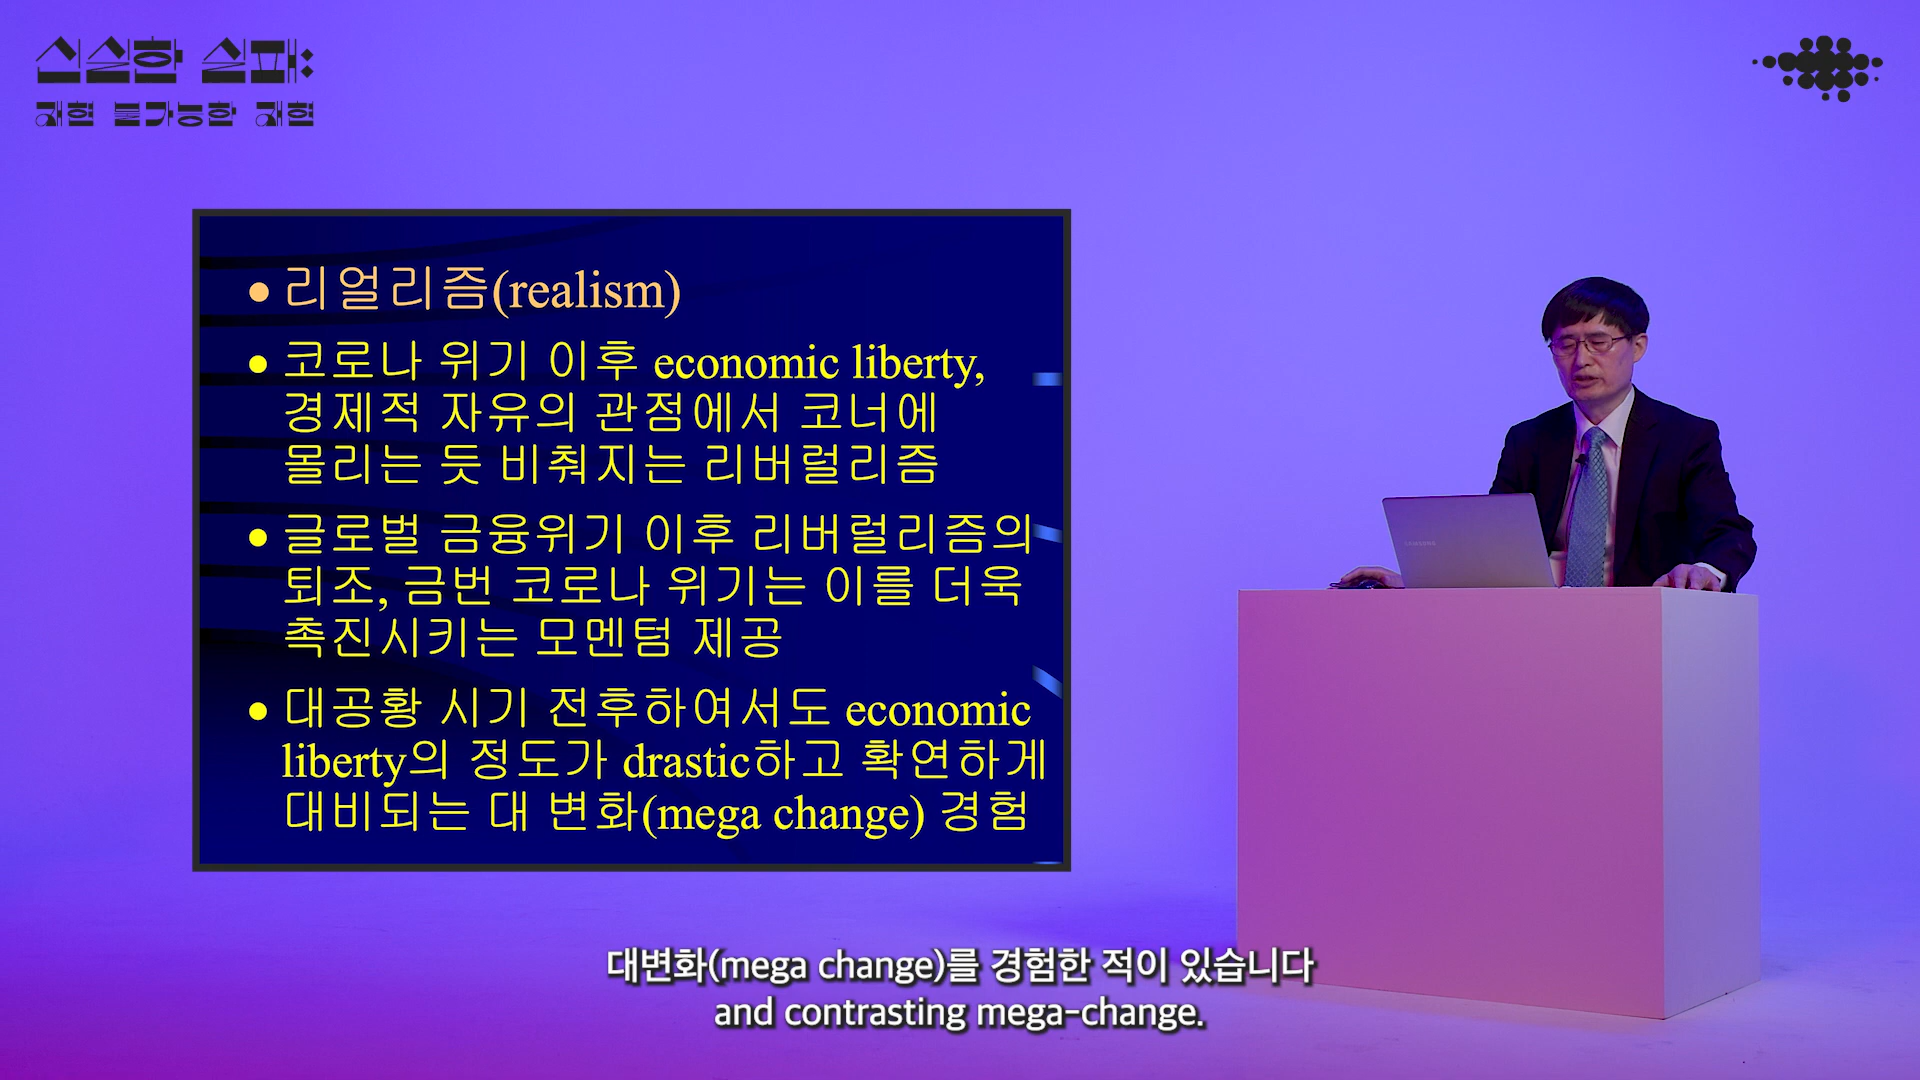 신실한 실패:
재현 불가능한 재현
• 리얼리즘(realism)
• 코로나 위기 이후 economic liberty,
경제적 자유의 관점에서 코너에
몰리는 듯 비춰지는 리버럴리즘
• 글로벌 금융위기 이후 리버럴리즘의
퇴조, 금번 코로나 위기는 이를 더욱
촉진시키는 모멘텀 제공
• 대공황 시기 전후하여서도 economic
liberty의 정도가 drastic하고 확연하게
대비되는 대 변화(mega change) 경험
SAMSUNG
대변화(mega change)를 경험한 적이 있습니다
and contrasting mega-change.